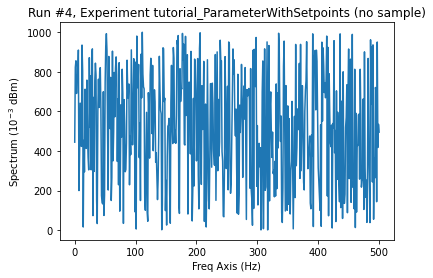 Run #4, Experiment tutorial_ParameterWithSetpoints (no sample)
1000
800
600
400
200
0
Spectrum (10⁻³ dBm)
0 100 200 300 400 500
Freq Axis (Hz)